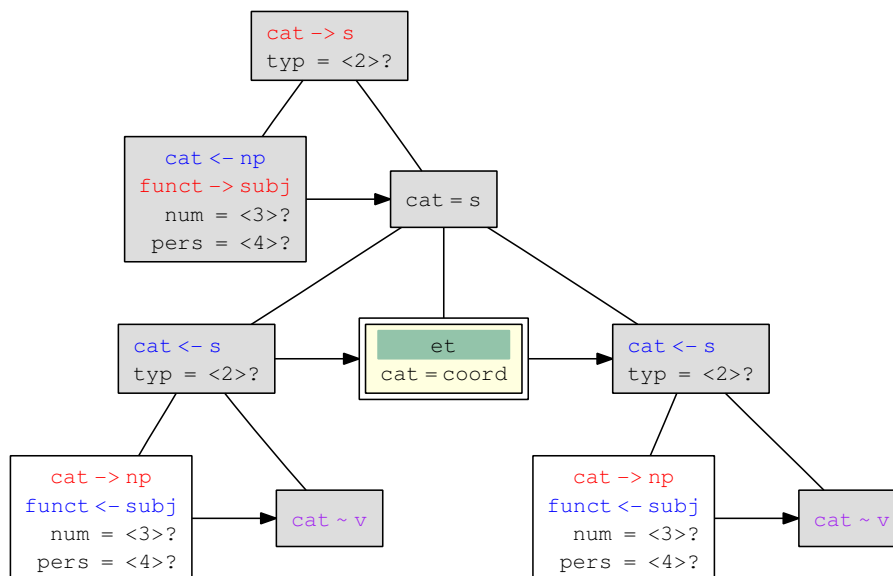 cat -> s
typ = <2>?
cat <- np
funct -> subj
num = <3>?
pers = <4>?
cat = s
cat <- s
typ = <2>?
et
cat = coord
cat <- s
typ = <2>?
cat -> np
funct <- subj
num = <3>?
pers = <4>?
cat ~ v
cat -> np
funct <- subj
num = <3>?
pers = <4>?
cat ~ v